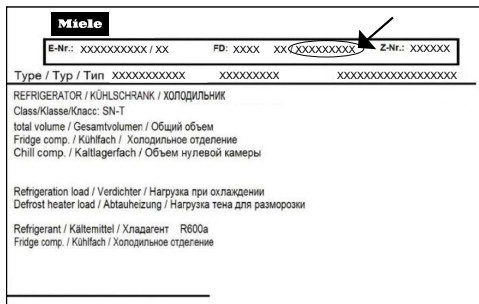 Miele
E-Nr.: XXXXXXXXXX / XX FD: XXXX XX XXXXXXXXX Z-Nr.: XXXXXX
Type / Typ / Тип XXXXXXXXXXX XXXXXXXXX XXXXXXXXXXXXXXXXXX
REFRIGERATOR / KÜHLSCHRANK / ХОЛОДИЛЬНИК
Class/Klasse/Класс: SN-T
total volume / Gesamtvolumen / Общий объем
Fridge comp. / Kühlfach / Холодильное отделение
Chill comp. / Kaltlagerfach / Объем нулевой камеры
Refrigeration load / Verdichter / Нагрузка при охлаждении
Defrost heater load / Abtauheizung / Нагрузка тена для разморозки
Refrigerant / Kältemittel / Хладагент R600a
Fridge comp. / Kühlfach / Холодильное отделение